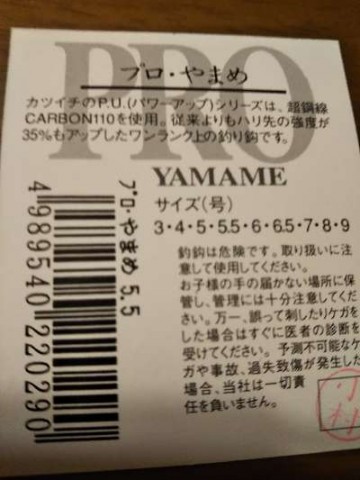 PRO
プロ・やまめ
カツイチのP.U.(パワーアップ)シリーズは、超鋼線
CARBON110を使用。従来よりもハリ先の強度が
35%もアップしたワンランク上の釣り鈎です。
YAMAME
サイズ(号)
3・4・5・5.5・6・6.5・7・8・9
釣鈎は危険です。取り扱いに注
意して使用してください。
お子様の手の届かない場所に保
管し、管理には十分注意してくだ
さい。万一、誤って刺したりケガを
した場合はすぐに医者の診断を
受けてください。予測不可能なケ
ガや事故、過失致傷が発生した
場合、当社は一切責
任を負いません。
プロ・やまめ 5.5
4989540220290